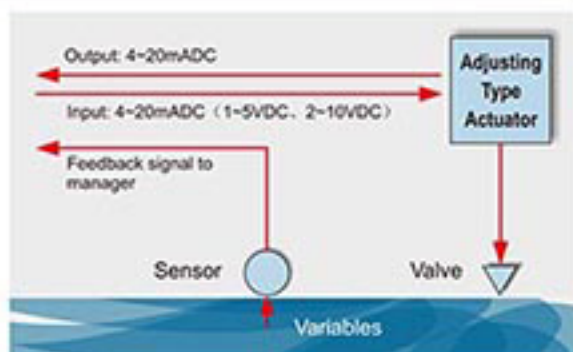 Output: 4~20mADC
Adjusting
Type
Actuator
Input: 4~20mADC（1~5VDC、2~10VDC）
Feedback signal to
manager
Sensor
Valve
Variables